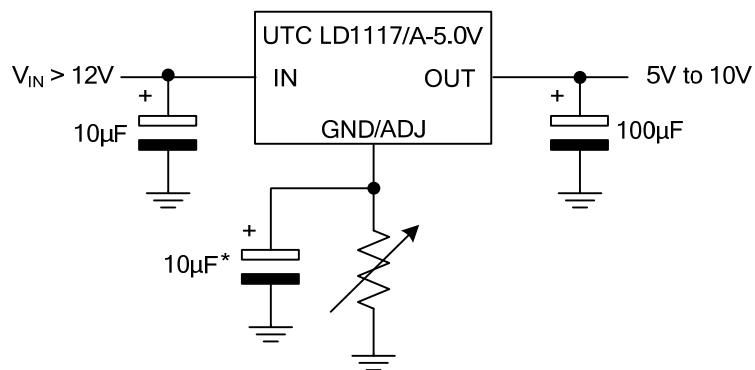 UTC LD1117/A-5.0V
V_IN > 12V
IN
OUT
5V to 10V
+
10µF
GND/ADJ
+
100µF
+
10µF*